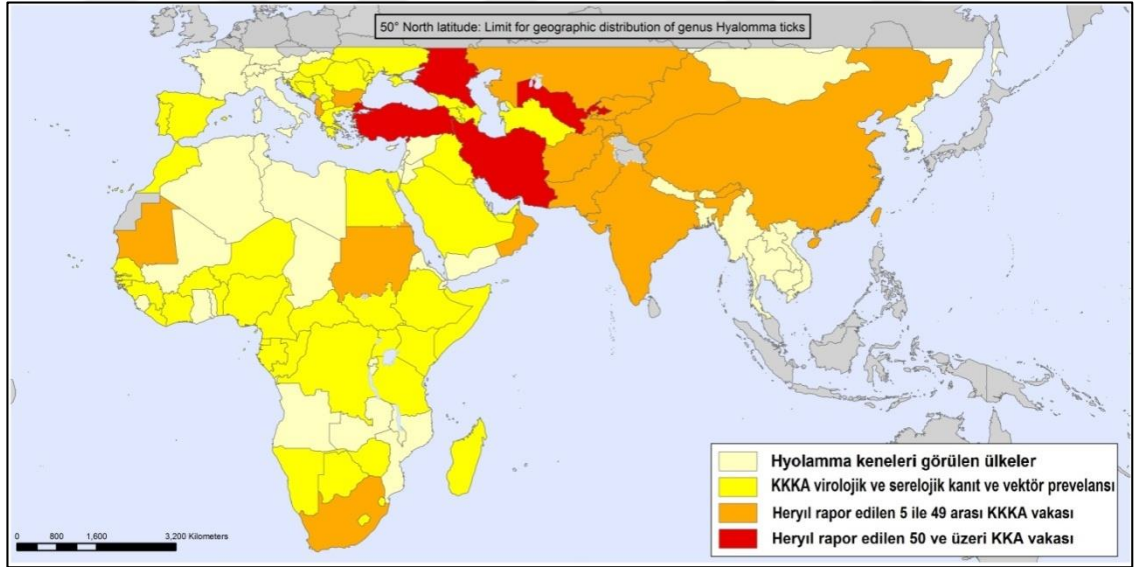 50° North latitude: Limit for geographic distribution of genus Hyalomma ticks
Hyolamma keneleri görülen ülkeler
KKKA virolojik ve serelojik kanıt ve vektör prevelansı
Heryıl rapor edilen 5 ile 49 arası KKKA vakası
Heryıl rapor edilen 50 ve üzeri KKA vakası
0 800 1,600 3,200 Kilometers